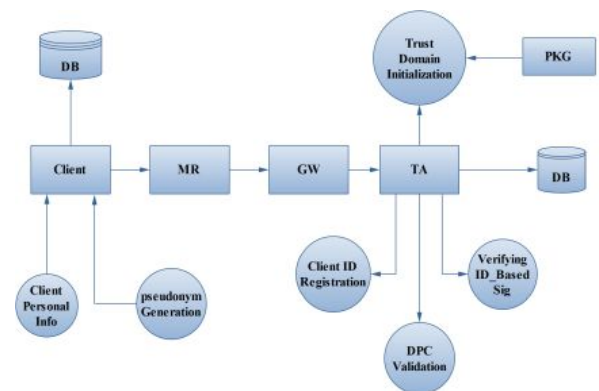 Trust
Domain
Initialization
PKG
DB
Client
MR
GW
TA
DB
Client
Personal
Info
pseudonym
Generation
Client ID
Registration
Verifying
ID_Based
Sig
DPC
Validation